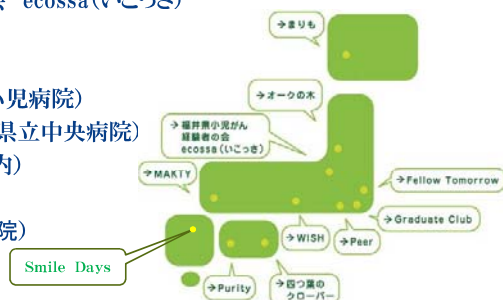 ecossa(いこっさ)
児病院)
県立中央病院)
内)
院)
→まりも
→オークの木
→福井県小児がん
経験者の会
ecossa(いこっさ)
→MAKTY
→Fellow Tomorrow
→Graduate Club
→WISH
→Peer
Smile Days
→Purity
→四つ葉の
クローバー